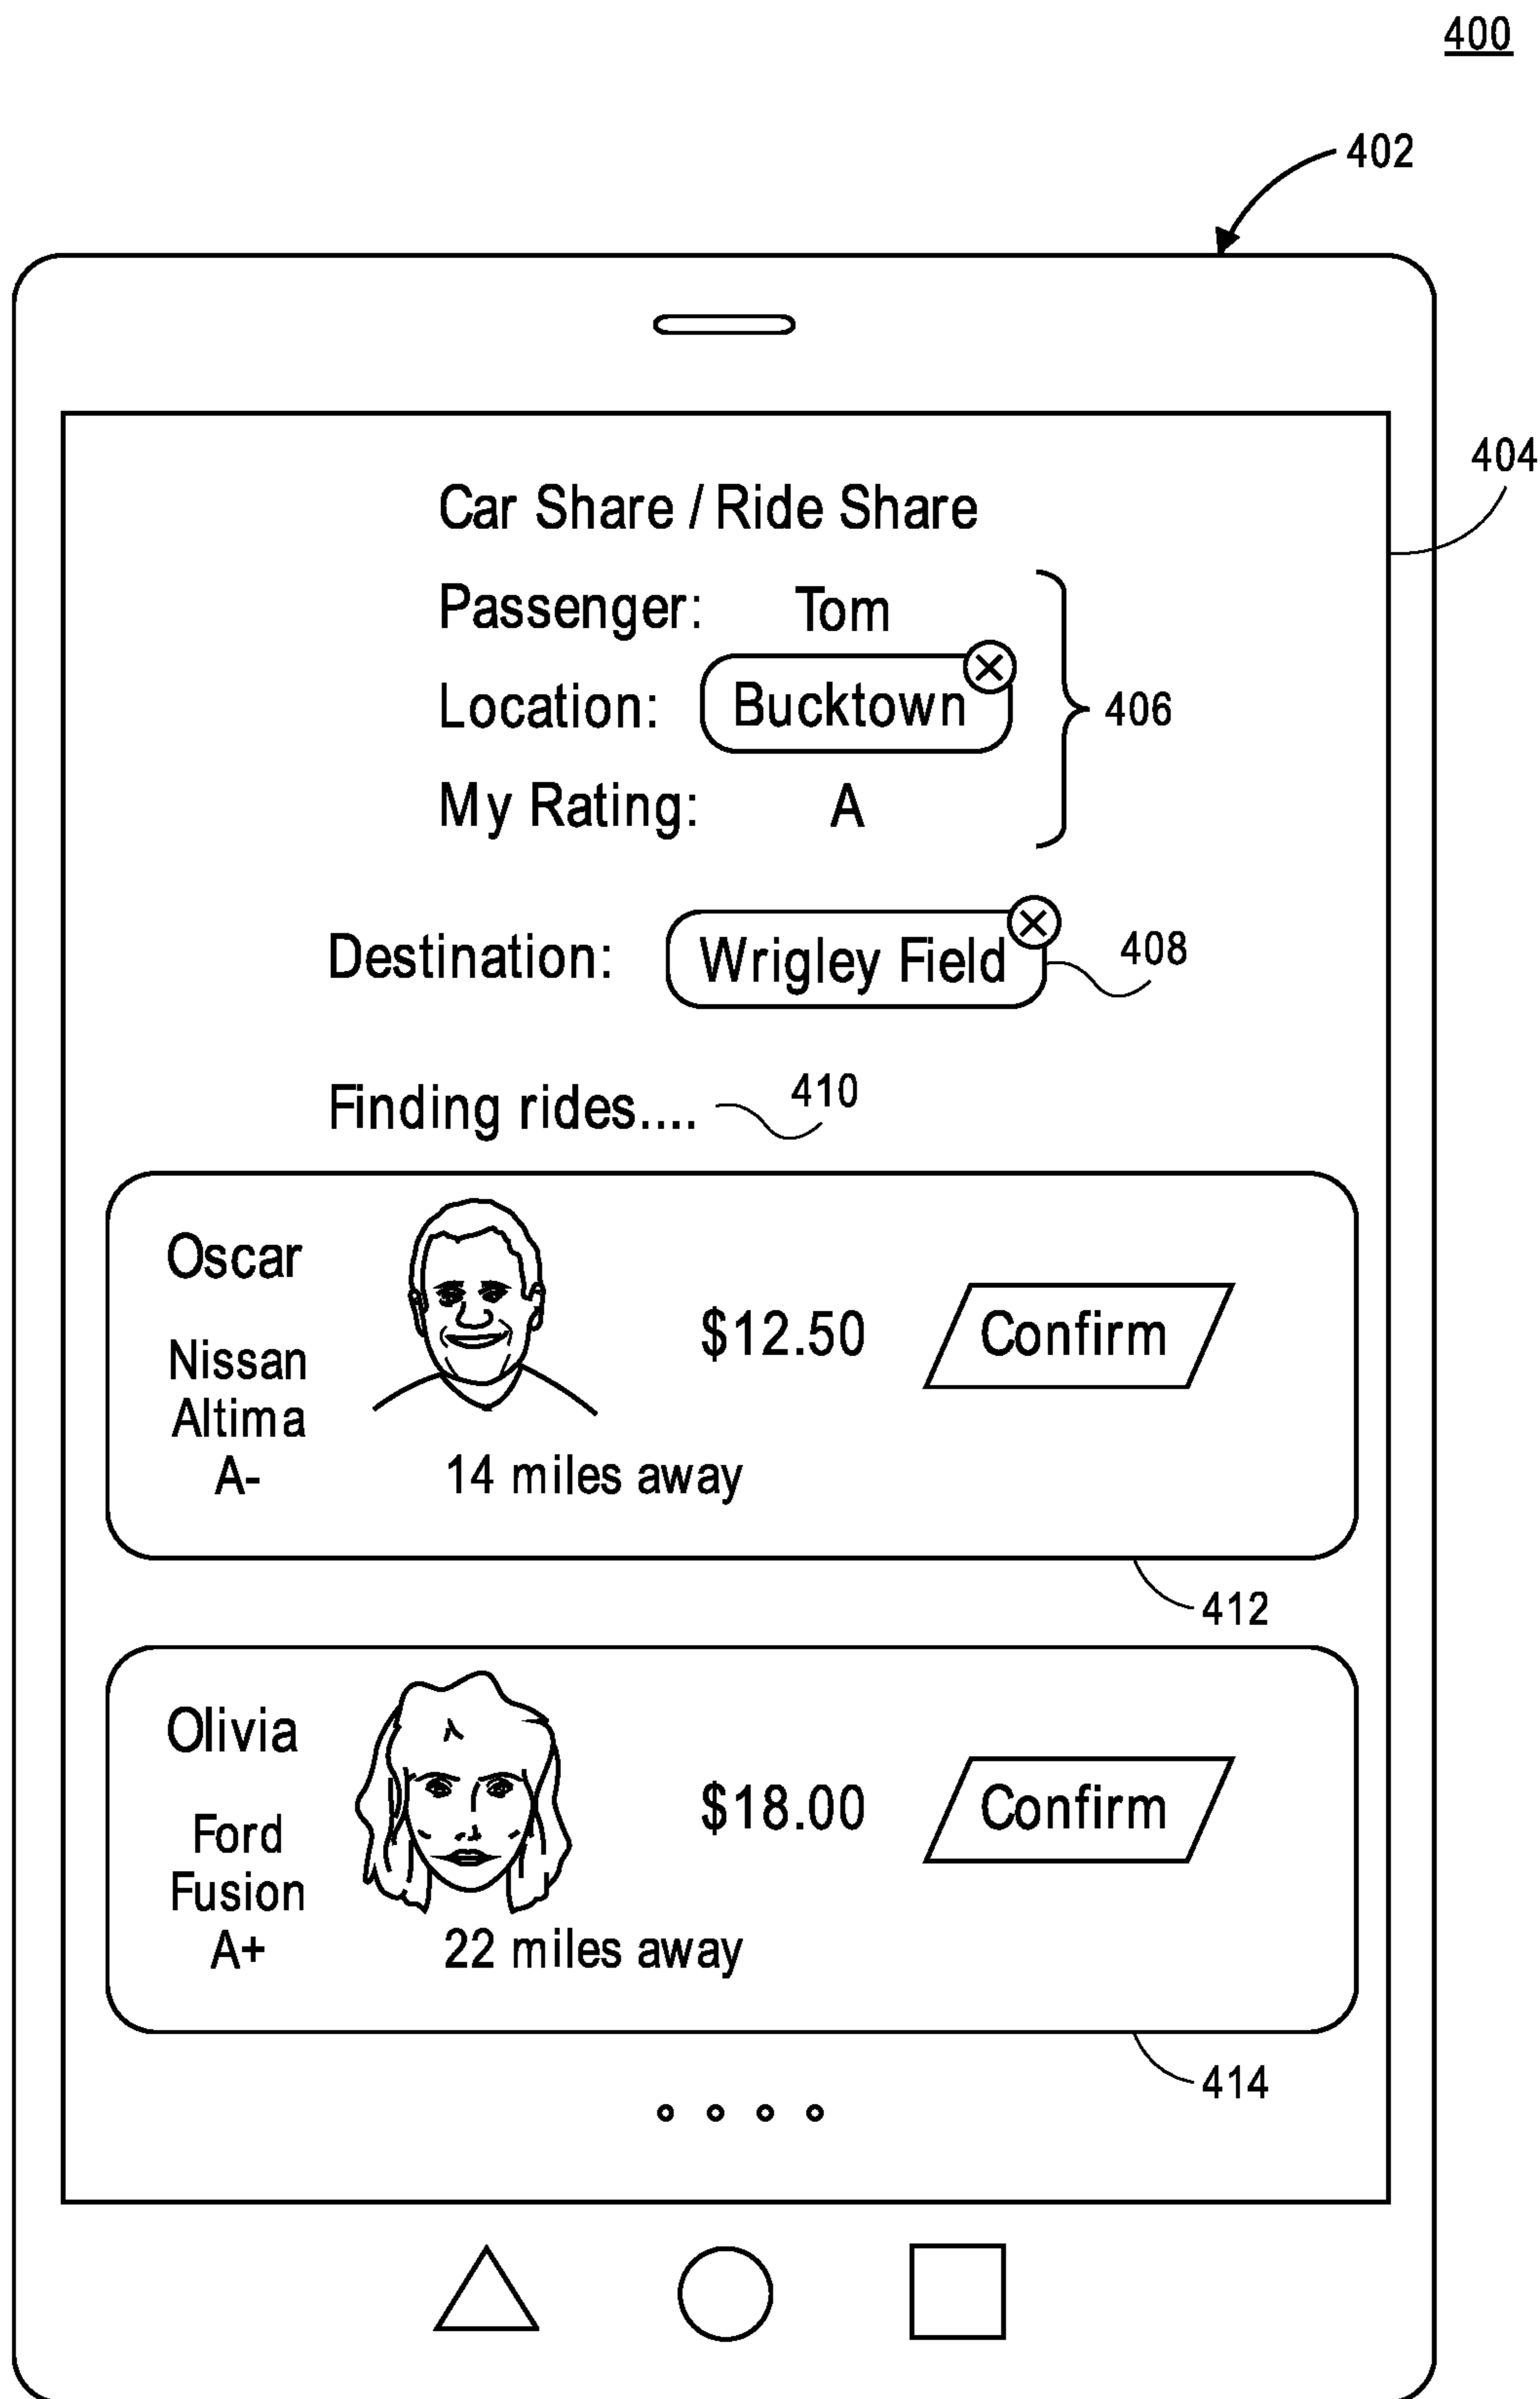 400
402
404
Car Share / Ride Share
Passenger: Tom
Location: Bucktown
406
My Rating: A
Destination: Wrigley Field
408
Finding rides....
410
Oscar
Nissan
Altima
A-
14 miles away
$12.50
Confirm
412
Olivia
Ford
Fusion
A+
22 miles away
$18.00
Confirm
414